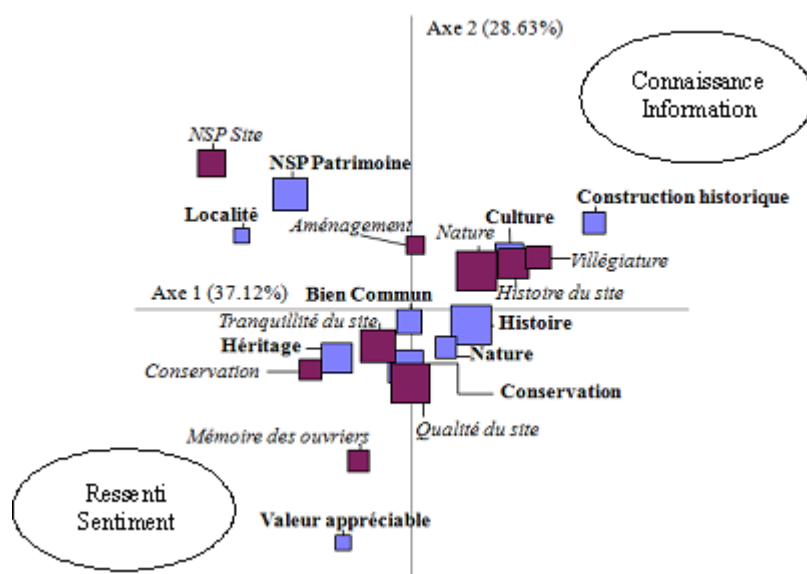 Axe 2 (28.63%)
Connaissance
Information
NSP Site
NSP Patrimoine
Construction historique
Localité
Culture
Aménagement
Nature
Villégiature
Axe 1 (37.12%)
Bien Commun
Histoire du site
Tranquillité du site
Histoire
Héritage
Nature
Conservation
Conservation
Qualité du site
Mémoire des ouvriers
Ressenti
Sentiment
Valeur appréciable